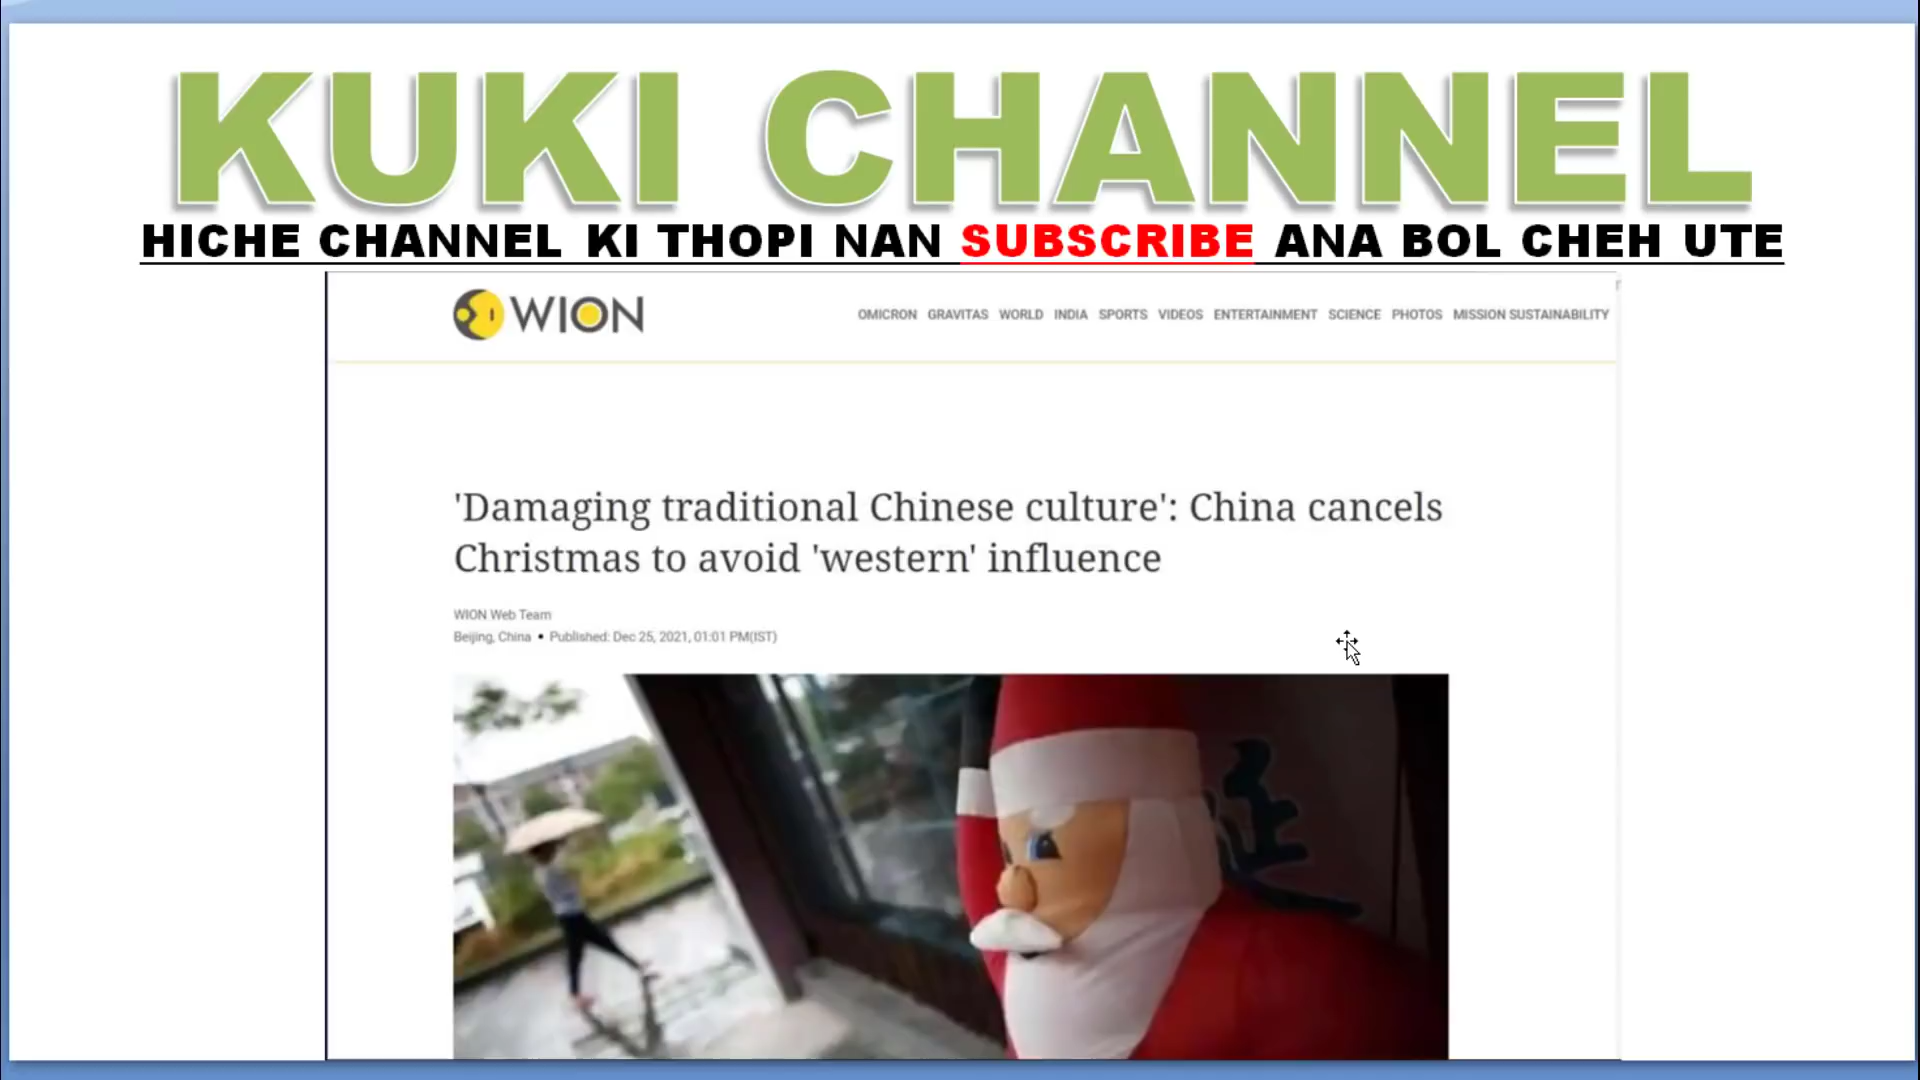 KUKI CHANNEL
HICHE CHANNEL KI THOPI NAN SUBSCRIBE ANA BOL CHEH UTE
WION
OMICRON GRAVITAS WORLD INDIA SPORTS VIDEOS ENTERTAINMENT SCIENCE PHOTOS MISSION SUSTAINABILITY
'Damaging traditional Chinese culture': China cancels
Christmas to avoid 'western' influence
WION Web Team
Beijing, China • Published: Dec 25, 2021, 01:01 PM(IST)